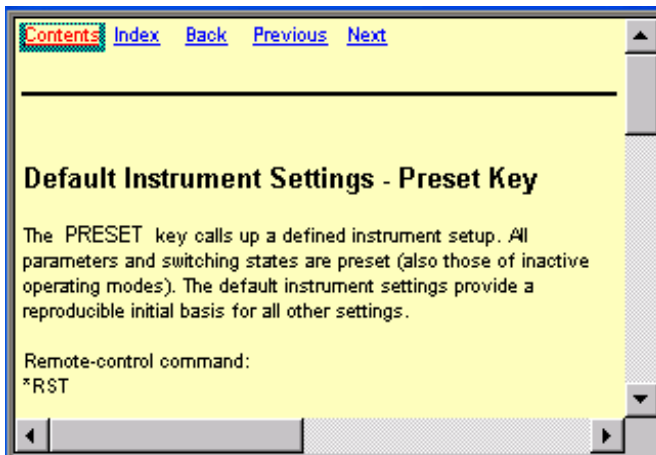 Contents Index Back Previous Next
Default Instrument Settings - Preset Key
The PRESET key calls up a defined instrument setup. All
parameters and switching states are preset (also those of inactive
operating modes). The default instrument settings provide a
reproducible initial basis for all other settings.
Remote-control command:
*RST